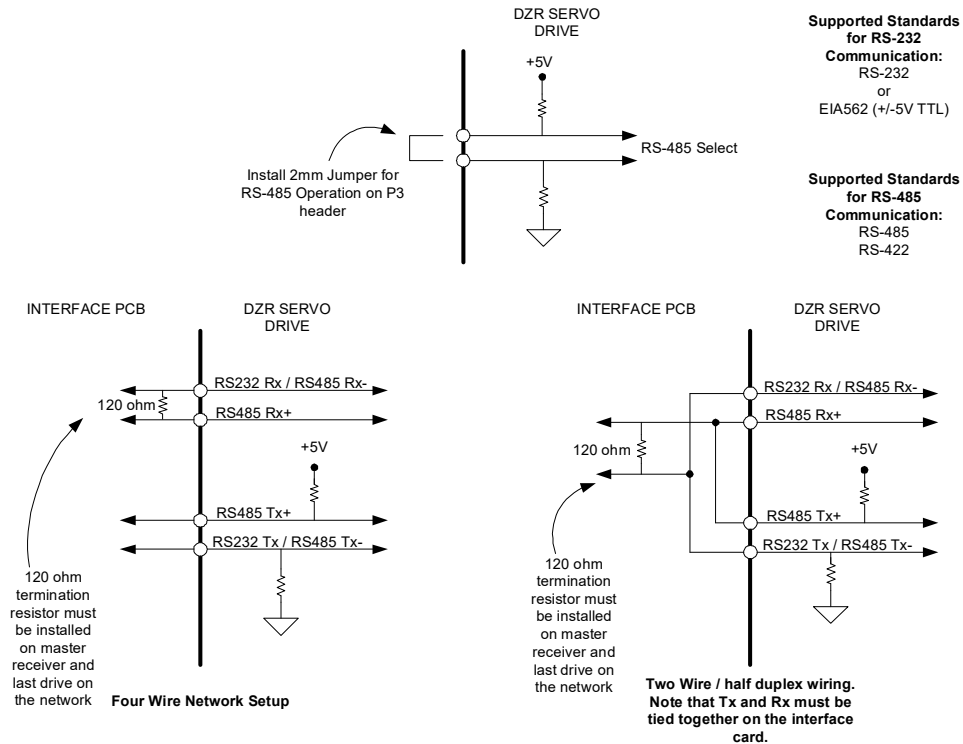 DZR SERVO
DRIVE
+5V
RS-485 Select
Install 2mm Jumper for
RS-485 Operation on P3
header
Supported Standards
for RS-232
Communication:
RS-232
or
EIA562 (+/-5V TTL)
Supported Standards
for RS-485
Communication:
RS-485
RS-422
INTERFACE PCB
DZR SERVO
DRIVE
RS232 Rx / RS485 Rx-
120 ohm
RS485 Rx+
+5V
RS485 Tx+
RS232 Tx / RS485 Tx-
120 ohm
termination
resistor must
be installed
on master
receiver and
last drive on
the network
Four Wire Network Setup
INTERFACE PCB
DZR SERVO
DRIVE
RS232 Rx / RS485 Rx-
RS485 Rx+
120 ohm
+5V
RS485 Tx+
RS232 Tx / RS485 Tx-
120 ohm
termination
resistor must
be installed
on master
receiver and
last drive on
the network
Two Wire / half duplex wiring.
Note that Tx and Rx must be
tied together on the interface
card.